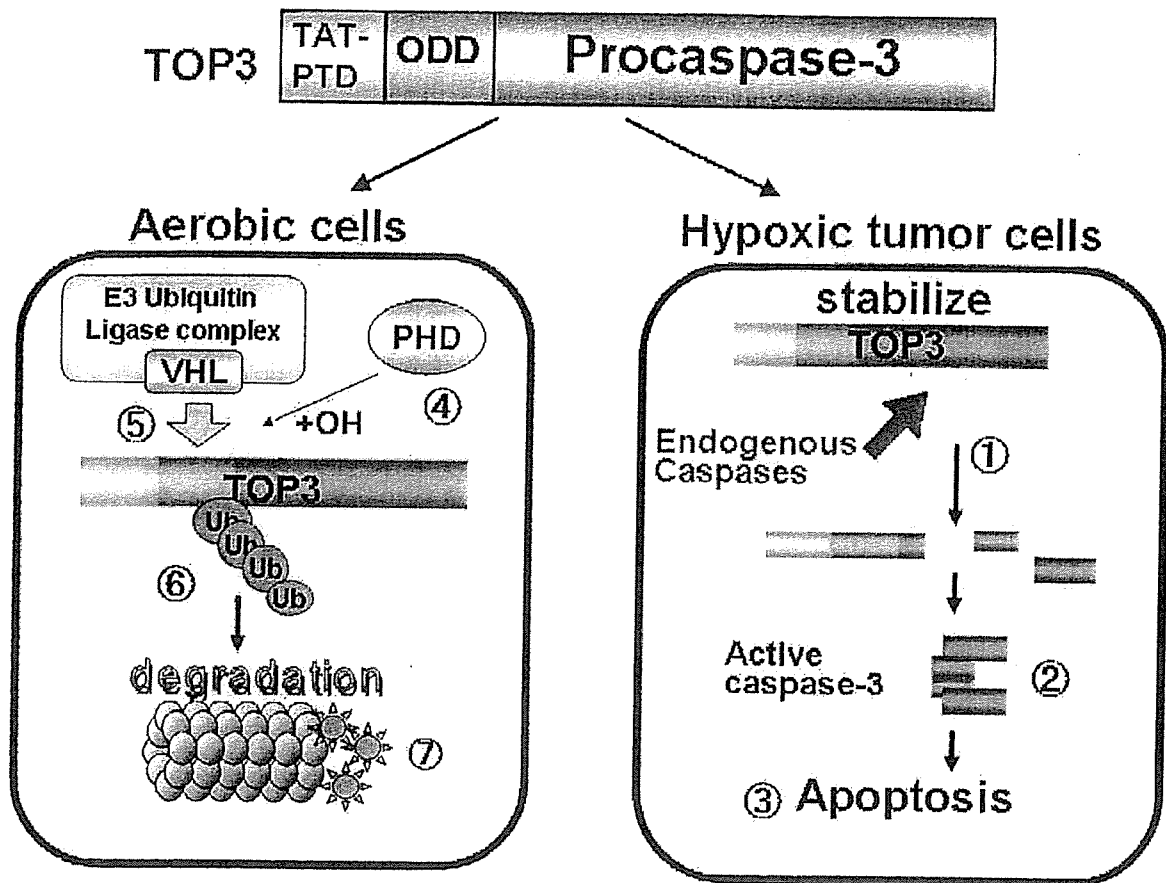 TOP3
TAT-
PTD
ODD
Procaspase-3
Aerobic cells
E3 Ubiquitin
Ligase complex
VHL
PHD
④
⑤
+OH
TOP3
Ub
Ub
Ub
Ub
⑥
degradation
⑦
Hypoxic tumor cells
stabilize
TOP3
Endogenous
Caspases
①
Active
caspase-3
②
③ Apoptosis